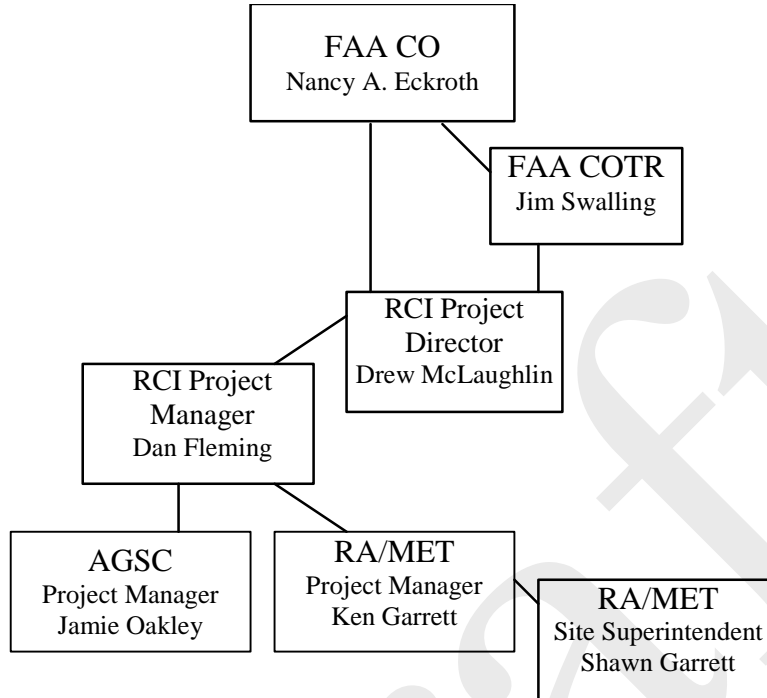 FAA CO
Nancy A. Eckroth
FAA COTR
Jim Swalling
RCI Project
Director
Drew McLaughlin
RCI Project
Manager
Dan Fleming
AGSC
Project Manager
Jamie Oakley
RA/MET
Project Manager
Ken Garrett
RA/MET
Site Superintendent
Shawn Garrett